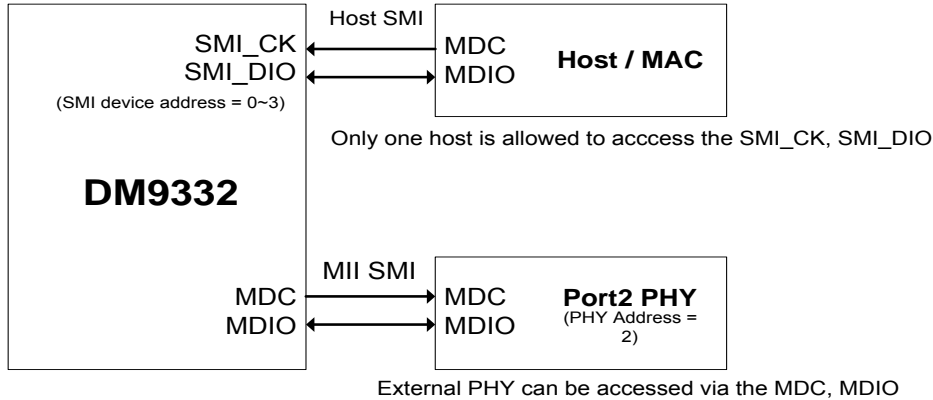 Host SMI
SMI_CK
MDC
SMI_DIO
MDIO
Host / MAC
(SMI device address = 0~3)
Only one host is allowed to acccess the SMI_CK, SMI_DIO
DM9332
MII SMI
MDC
MDC
MDIO
MDIO
Port2 PHY
(PHY Address =
2)
External PHY can be accessed via the MDC, MDIO